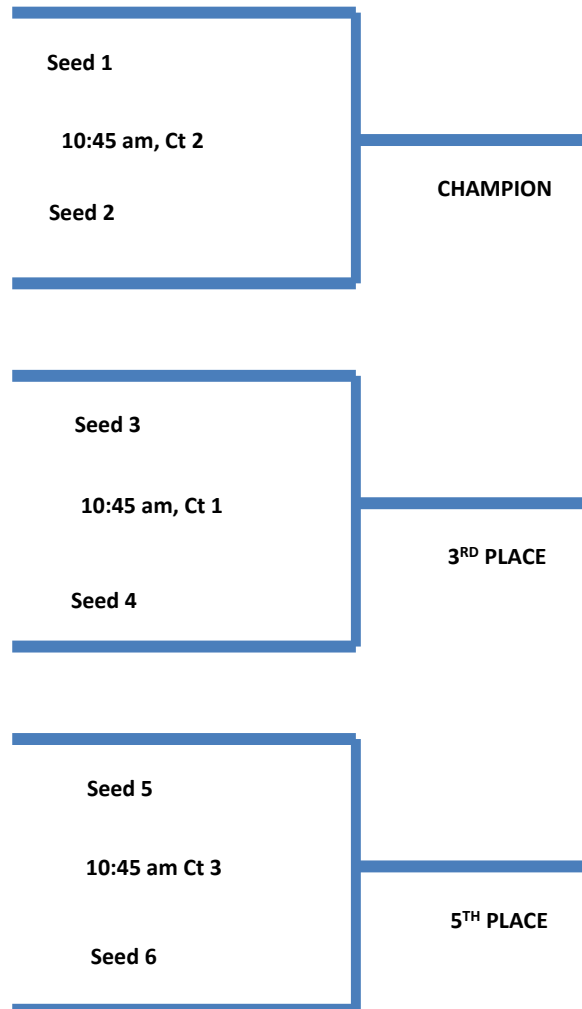 Seed 1
10:45 am, Ct 2
CHAMPION
Seed 2
Seed 3
10:45 am, Ct 1
3RD PLACE
Seed 4
Seed 5
10:45 am Ct 3
5TH PLACE
Seed 6